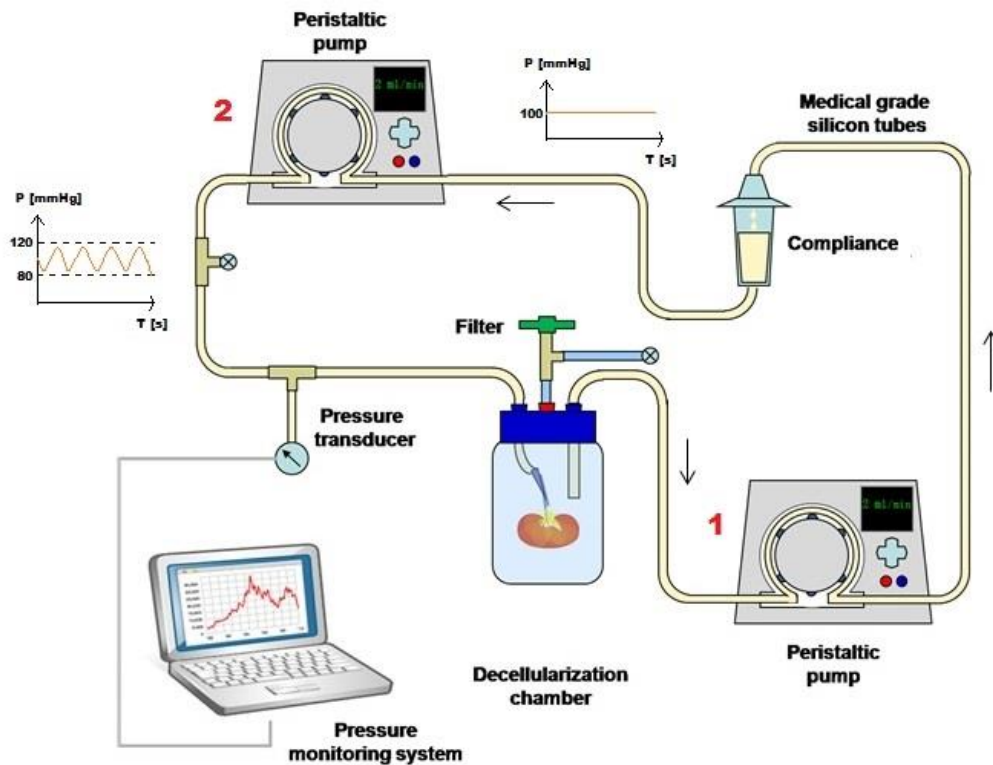 Peristaltic
pump
2
2 ml/min
P [mmHg]
100
T [s]
Medical grade
silicon tubes
P [mmHg]
120
80
T [s]
Compliance
Filter
Pressure
transducer
1
2 ml/min
Peristaltic
pump
Decellularization
chamber
Pressure
monitoring system